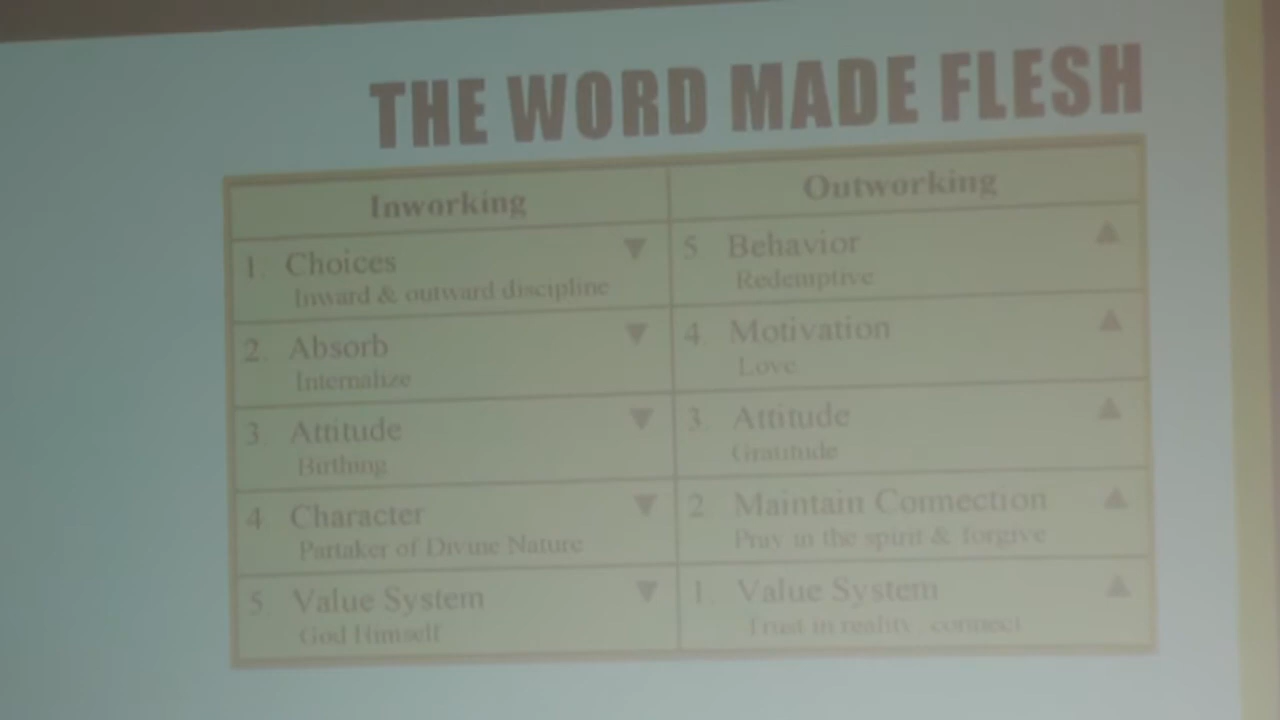 THE WORD MADE FLESH
Inworking
Outworking
1. Choices ▼
Inward & outward discipline
5 Behavior ▲
Redemptive
2. Absorb ▼
Internalize
4 Motivation ▲
Love
3. Attitude ▼
Birthing
3. Attitude ▲
Gratitude
4 Character ▼
Partaker of Divine Nature
2 Maintain Connection ▲
Pray in the spirit & forgive
5 Value System ▼
God Himself
1. Value System ▲
Trust in reality, connect